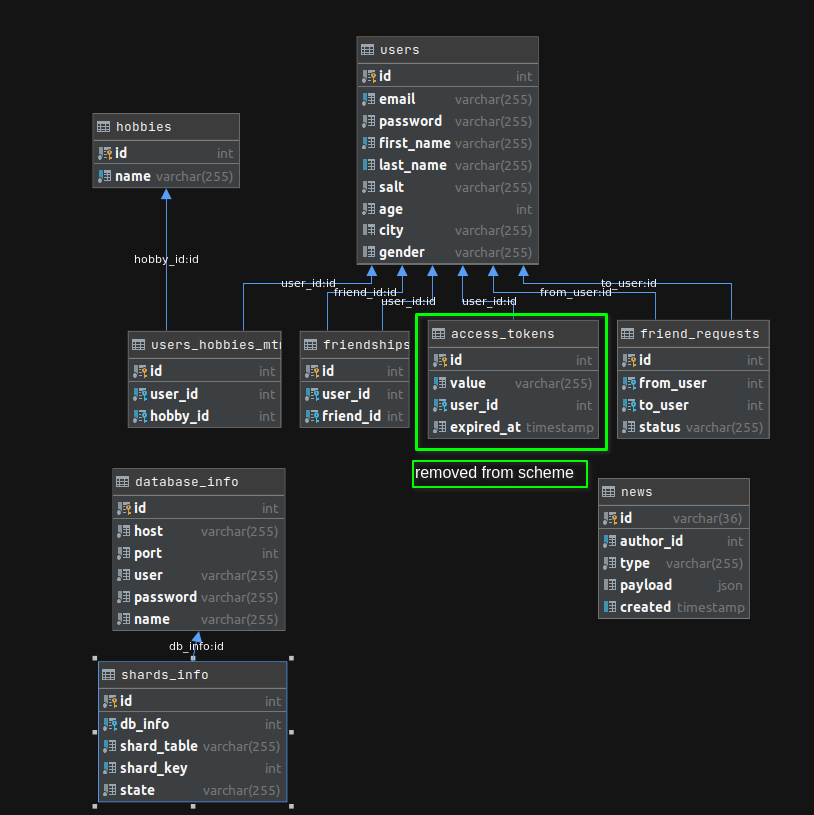 users
id int
email varchar(255)
password varchar(255)
first_name varchar(255)
last_name varchar(255)
salt varchar(255)
age int
city varchar(255)
gender varchar(255)
hobbies
id int
name varchar(255)
hobby_id:id
user_id:id
friend_id:id
user_id:id
user_id:id
from_user:id
to_user:id
users_hobbies_mtm
id int
user_id int
hobby_id int
friendships
id int
user_id int
friend_id int
access_tokens
id int
value varchar(255)
user_id int
expired_at timestamp
friend_requests
id int
from_user int
to_user int
status varchar(255)
removed from scheme
database_info
id int
host varchar(255)
port int
user varchar(255)
password varchar(255)
name varchar(255)
news
id varchar(36)
author_id int
type varchar(255)
payload json
created timestamp
db_info:id
shards_info
id int
db_info int
shard_table varchar(255)
shard_key int
state varchar(255)